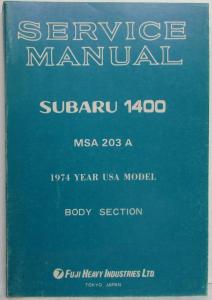 SERVICE
MANUAL
SUBARU 1400
MSA 203 A
1974 YEAR USA MODEL
BODY SECTION
FUJI HEAVY INDUSTRIES LTD
TOKYO JAPAN